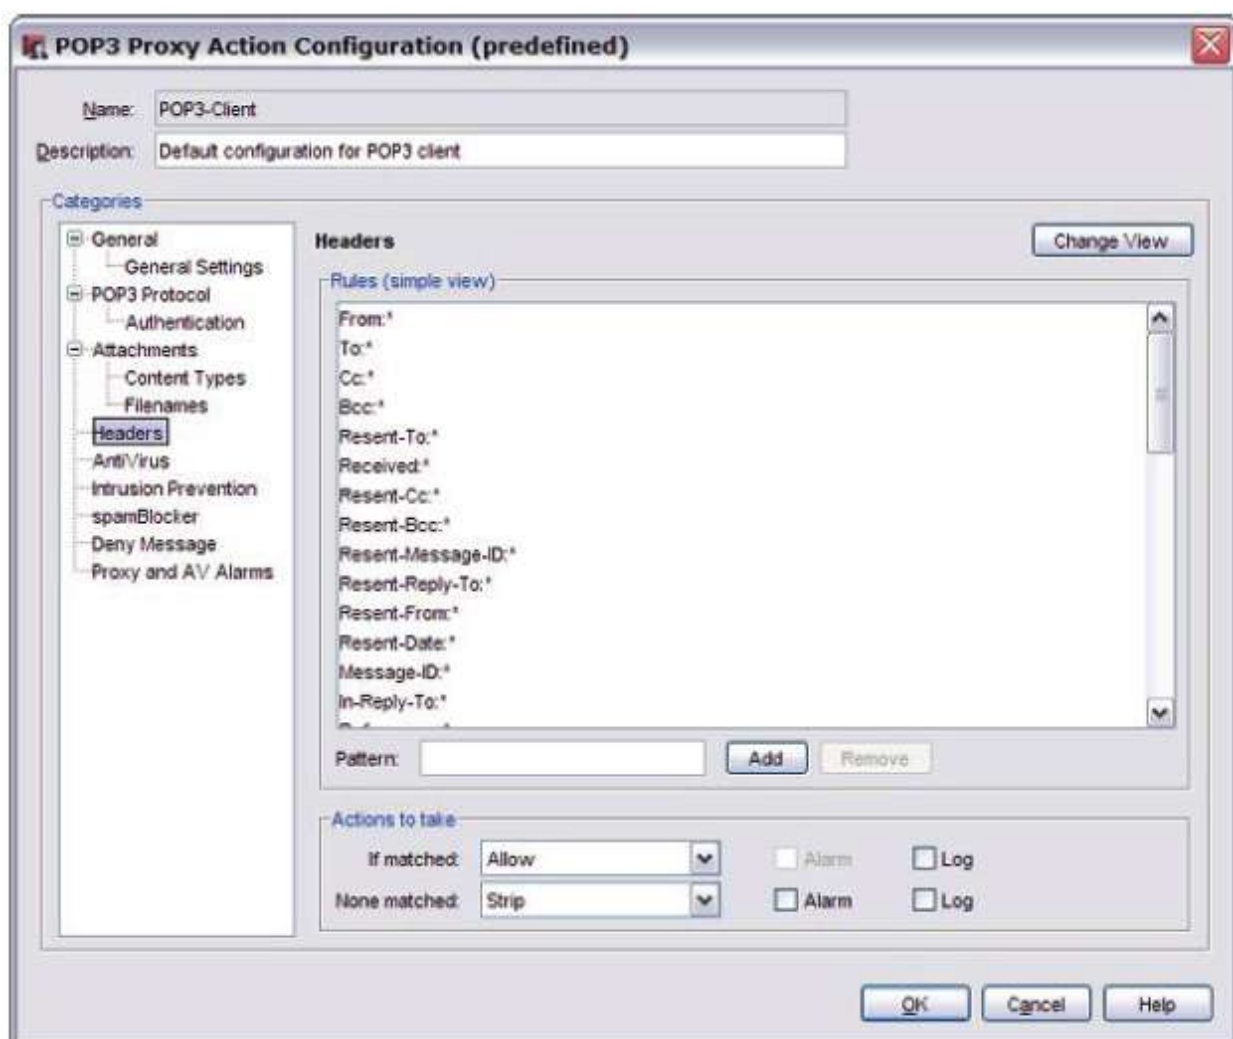 POP3 Proxy Action Configuration (predefined)
Name: POP3-Client
Description: Default configuration for POP3 client
Categories
General
General Settings
POP3 Protocol
Authentication
Attachments
Content Types
Filenames
Headers
AntiVirus
Intrusion Prevention
spamBlocker
Deny Message
Proxy and AV Alarms
Headers
Change View
Rules (simple view)
From:*
To:*
Cc:*
Bcc:*
Resent-To:*
Received:*
Resent-Cc:*
Resent-Bcc:*
Resent-Message-ID:*
Resent-Reply-To:*
Resent-From:*
Resent-Date:*
Message-ID:*
In-Reply-To:*
Pattern: Add Remove
Actions to take
If matched: Allow Alarm Log
None matched: Strip Alarm Log
OK Cancel Help